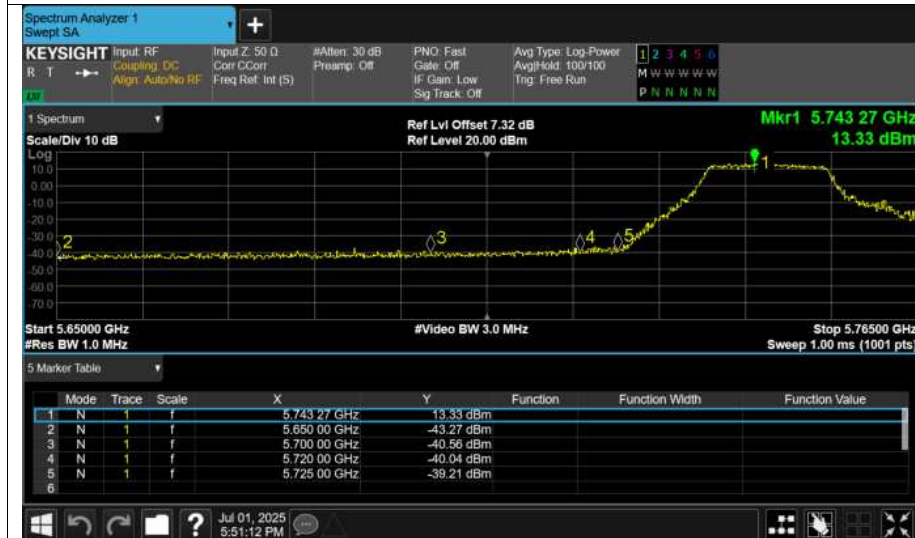 Spectrum Analyzer 1
Swept SA
+
KEYSIGHT Input: RF Input Z: 50 Ω #Atten: 30 dB PNO: Fast Avg Type: Log-Power 1 2 3 4 5 6
R T Coupling: DC Corr CCorr Preamp: Off Gate: Off Avg|Hold: 100/100 M W W W W W
Align: Auto/No RF Freq Ref: Int (S) IF Gain: Low Trig: Free Run P N N N N N
Sig Track: Off
1 Spectrum Ref Lvl Offset 7.32 dB Mkr1 5.743 27 GHz
Scale/Div 10 dB Ref Level 20.00 dBm 13.33 dBm
Log
10.0 1
0.00
-10.0
-20.0
-30.0 2 3 4 5
-40.0
-50.0
-60.0
-70.0
Start 5.65000 GHz #Video BW 3.0 MHz Stop 5.76500 GHz
#Res BW 1.0 MHz Sweep 1.00 ms (1001 pts)
5 Marker Table
Mode Trace Scale X Y Function Function Width Function Value
1 N 1 f 5.743 27 GHz 13.33 dBm
2 N 1 f 5.650 00 GHz -43.27 dBm
3 N 1 f 5.700 00 GHz -40.56 dBm
4 N 1 f 5.720 00 GHz -40.04 dBm
5 N 1 f 5.725 00 GHz -39.21 dBm
6
? Jul 01, 2025
5:51:12 PM